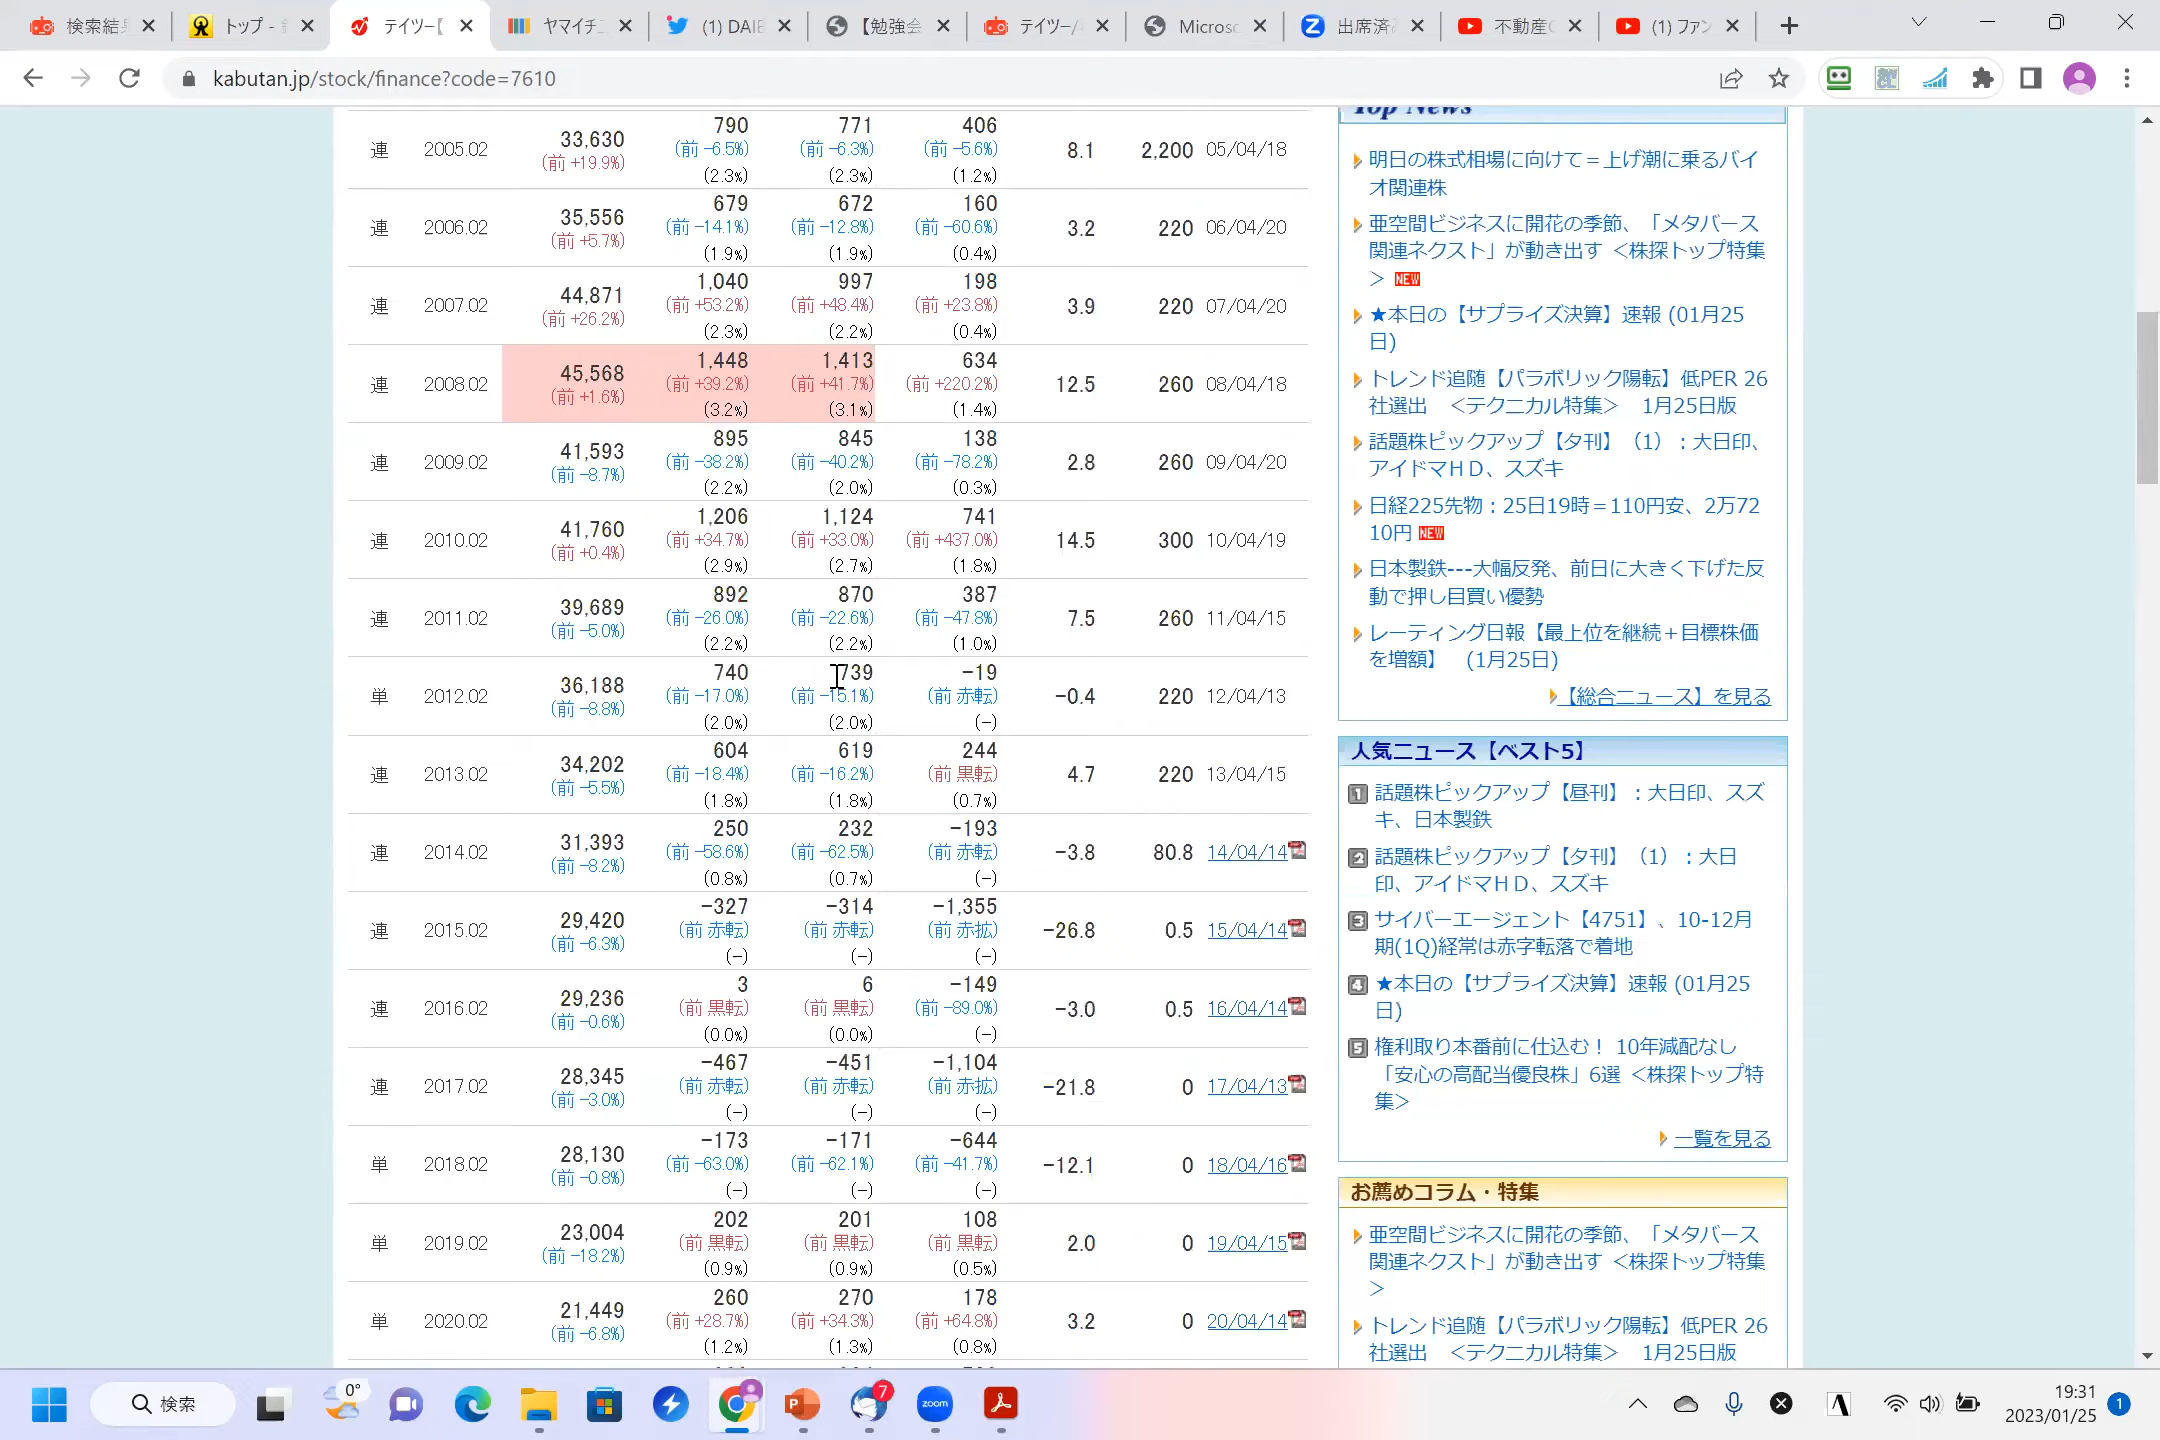 検索結
トップ - 
テイツー【
ヤマイチ
(1) DAIE
【勉強会
テイツー/
Micros
出席済
不動産
(1) ファン
kabutan.jp/stock/finance?code=7610
790 771 406
連 2005.02 33,630 (前 -6.5%) (前 -6.3%) (前 -5.6%) 8.1 2,200 05/04/18
(前 +19.9%) (2.3%) (2.3%) (1.2%)
679 672 160
連 2006.02 35,556 (前 -14.1%) (前 -12.8%) (前 -60.6%) 3.2 220 06/04/20
(前 +5.7%) (1.9%) (1.9%) (0.4%)
1,040 997 198
連 2007.02 44,871 (前 +53.2%) (前 +48.4%) (前 +23.8%) 3.9 220 07/04/20
(前 +26.2%) (2.3%) (2.2%) (0.4%)
1,448 1,413 634
連 2008.02 45,568 (前 +39.2%) (前 +41.7%) (前 +220.2%) 12.5 260 08/04/18
(前 +1.6%) (3.2%) (3.1%) (1.4%)
895 845 138
連 2009.02 41,593 (前 -38.2%) (前 -40.2%) (前 -78.2%) 2.8 260 09/04/20
(前 -8.7%) (2.2%) (2.0%) (0.3%)
1,206 1,124 741
連 2010.02 41,760 (前 +34.7%) (前 +33.0%) (前 +437.0%) 14.5 300 10/04/19
(前 +0.4%) (2.9%) (2.7%) (1.8%)
892 870 387
連 2011.02 39,689 (前 -26.0%) (前 -22.6%) (前 -47.8%) 7.5 260 11/04/15
(前 -5.0%) (2.2%) (2.2%) (1.0%)
740 739 -19
単 2012.02 36,188 (前 -17.0%) (前 -15.1%) (前 赤転) -0.4 220 12/04/13
(前 -8.8%) (2.0%) (2.0%) (-)
604 619 244
連 2013.02 34,202 (前 -18.4%) (前 -16.2%) (前 黒転) 4.7 220 13/04/15
(前 -5.5%) (1.8%) (1.8%) (0.7%)
250 232 -193
連 2014.02 31,393 (前 -58.6%) (前 -62.5%) (前 赤転) -3.8 80.8 14/04/14
(前 -8.2%) (0.8%) (0.7%) (-)
-327 -314 -1,355
連 2015.02 29,420 (前 赤転) (前 赤転) (前 赤拡) -26.8 0.5 15/04/14
(前 -6.3%) (-) (-) (-)
3 6 -149
連 2016.02 29,236 (前 黒転) (前 黒転) (前 -89.0%) -3.0 0.5 16/04/14
(前 -0.6%) (0.0%) (0.0%) (-)
-467 -451 -1,104
連 2017.02 28,345 (前 赤転) (前 赤転) (前 赤拡) -21.8 0 17/04/13
(前 -3.0%) (-) (-) (-)
-173 -171 -644
単 2018.02 28,130 (前 -63.0%) (前 -62.1%) (前 -41.7%) -12.1 0 18/04/16
(前 -0.8%) (-) (-) (-)
202 201 108
単 2019.02 23,004 (前 黒転) (前 黒転) (前 黒転) 2.0 0 19/04/15
(前 -18.2%) (0.9%) (0.9%) (0.5%)
260 270 178
単 2020.02 21,449 (前 +28.7%) (前 +34.3%) (前 +64.8%) 3.2 0 20/04/14
(前 -6.8%) (1.2%) (1.3%) (0.8%)
Top News
明日の株式相場に向けて＝上げ潮に乗るバイ
オ関連株
亜空間ビジネスに開花の季節、「メタバース
関連ネクスト」が動き出す ＜株探トップ特集
＞ NEW
★本日の【サプライズ決算】速報 (01月25
日)
トレンド追随【パラボリック陽転】低PER 26
社選出 ＜テクニカル特集＞ 1月25日版
話題株ピックアップ【夕刊】（1）：大日印、
アイドマＨＤ、スズキ
日経225先物：25日19時＝110円安、2万72
10円 NEW
日本製鉄---大幅反発、前日に大きく下げた反
動で押し目買い優勢
レーティング日報【最上位を継続＋目標株価
を増額】 (1月25日)
【総合ニュース】を見る
人気ニュース【ベスト5】
1 話題株ピックアップ【昼刊】：大日印、スズ
キ、日本製鉄
2 話題株ピックアップ【夕刊】（1）：大日
印、アイドマＨＤ、スズキ
3 サイバーエージェント【4751】、10-12月
期(1Q)経常は赤字転落で着地
4 ★本日の【サプライズ決算】速報 (01月25
日)
5 権利取り本番前に仕込む！ 10年減配なし
「安心の高配当優良株」6選 ＜株探トップ特
集＞
一覧を見る
お薦めコラム・特集
亜空間ビジネスに開花の季節、「メタバース
関連ネクスト」が動き出す ＜株探トップ特集
＞
トレンド追随【パラボリック陽転】低PER 26
社選出 ＜テクニカル特集＞ 1月25日版
検索
0°
7
zoom
A
19:31
2023/01/25
1